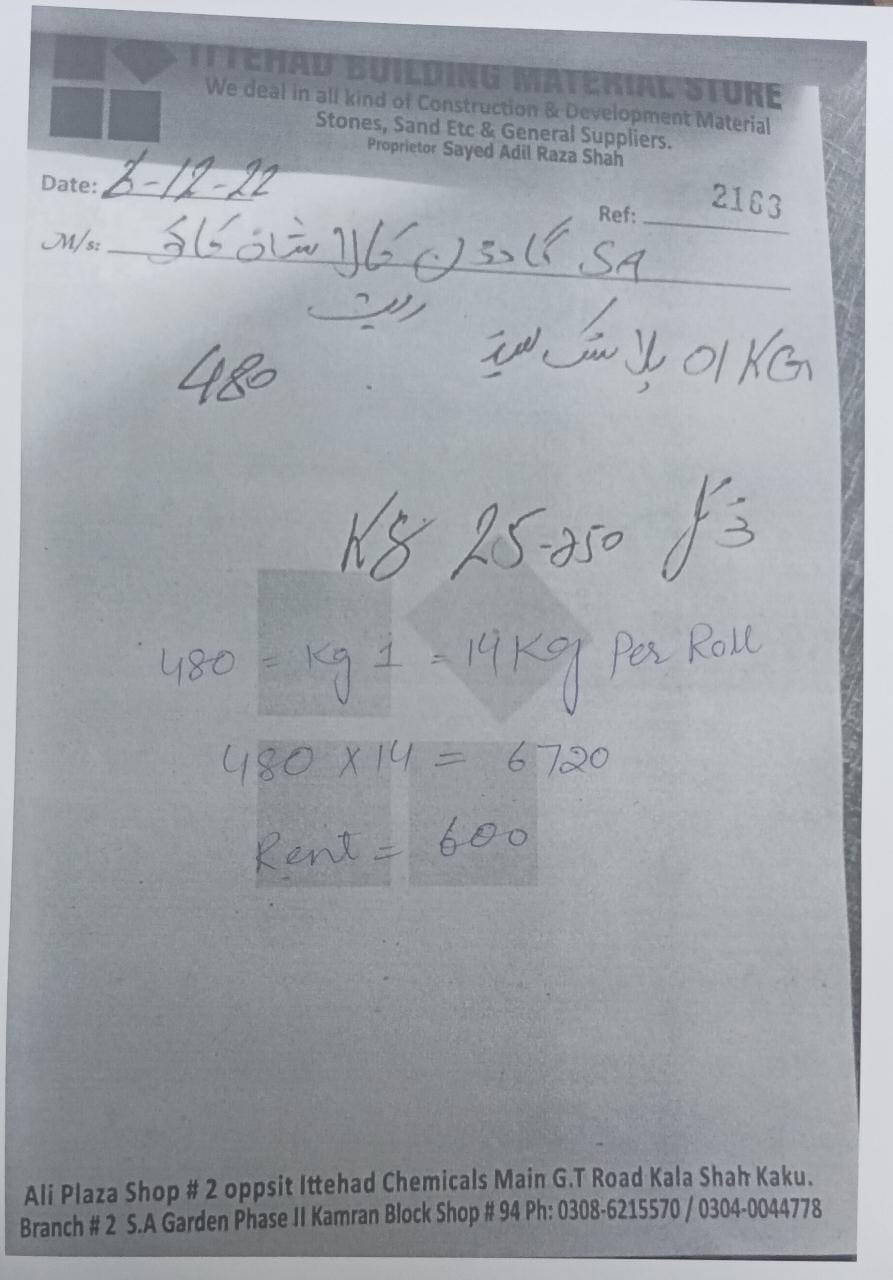 ITTEHAD BUILDING MATERIAL STORE
We deal in all kind of Construction & Development Material
Stones, Sand Etc & General Suppliers.
Proprietor Sayed Adil Raza Shah
Date: -12-22
Ref: 2163
M/s: SA گارڈن کالا شاہ کاکو
ریٹ
01 KG پلاسٹک سیٹ
480
Kg 25-250
480 = Kg 1 = 14 Kg Per Roll
480 x 14 = 6720
Rent = 600
Ali Plaza Shop # 2 oppsit Ittehad Chemicals Main G.T Road Kala Shah Kaku.
Branch # 2 S.A Garden Phase II Kamran Block Shop # 94 Ph: 0308-6215570 / 0304-0044778